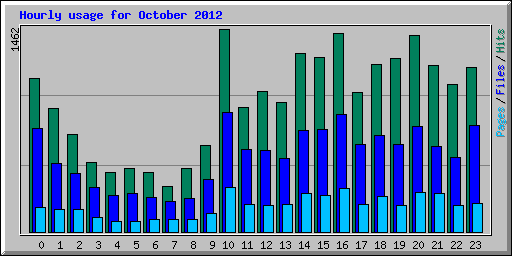 Hourly usage for October 2012
1462
Pages/Files/Hits
0 1 2 3 4 5 6 7 8 9 10 11 12 13 14 15 16 17 18 19 20 21 22 23